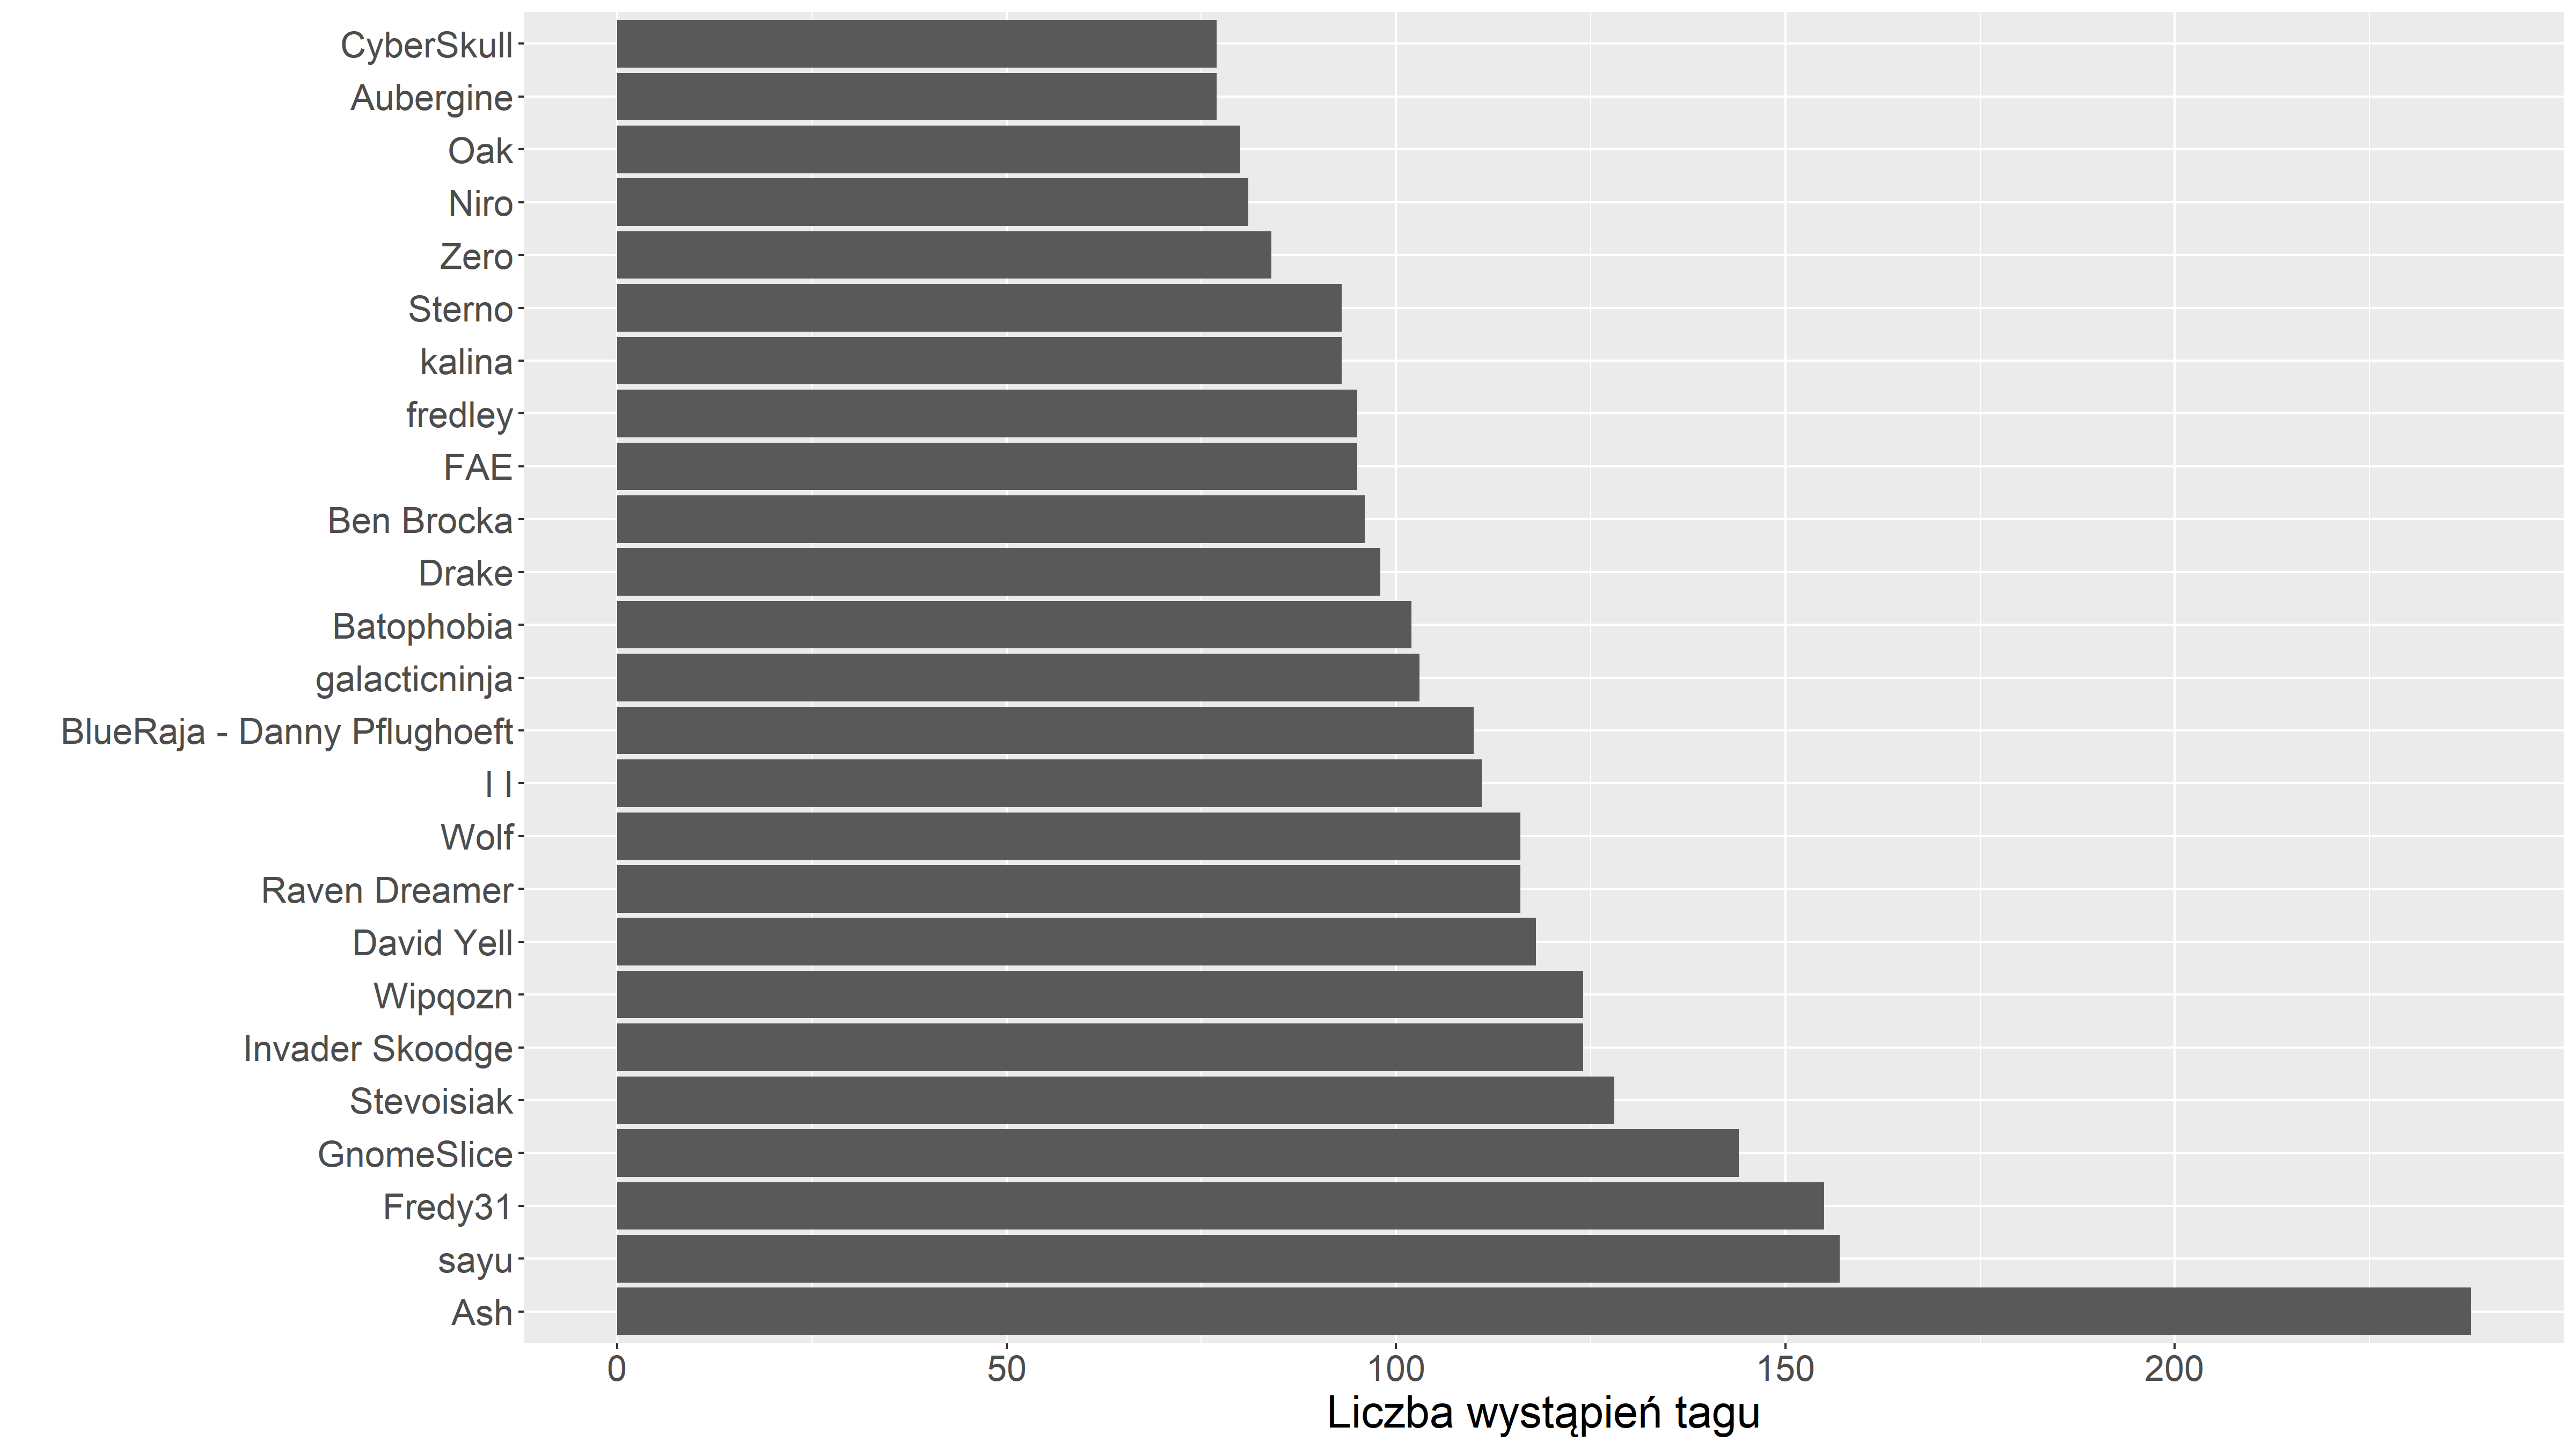 CyberSkull
Aubergine
Oak
Niro
Zero
Sterno
kalina
fredley
FAE
Ben Brocka
Drake
Batophobia
galacticninja
BlueRaja - Danny Pflughoeft
l I
Wolf
Raven Dreamer
David Yell
Wipqozn
Invader Skoodge
Stevoisiak
GnomeSlice
Fredy31
sayu
Ash
0 50 100 150 200
Liczba wystąpień tagu